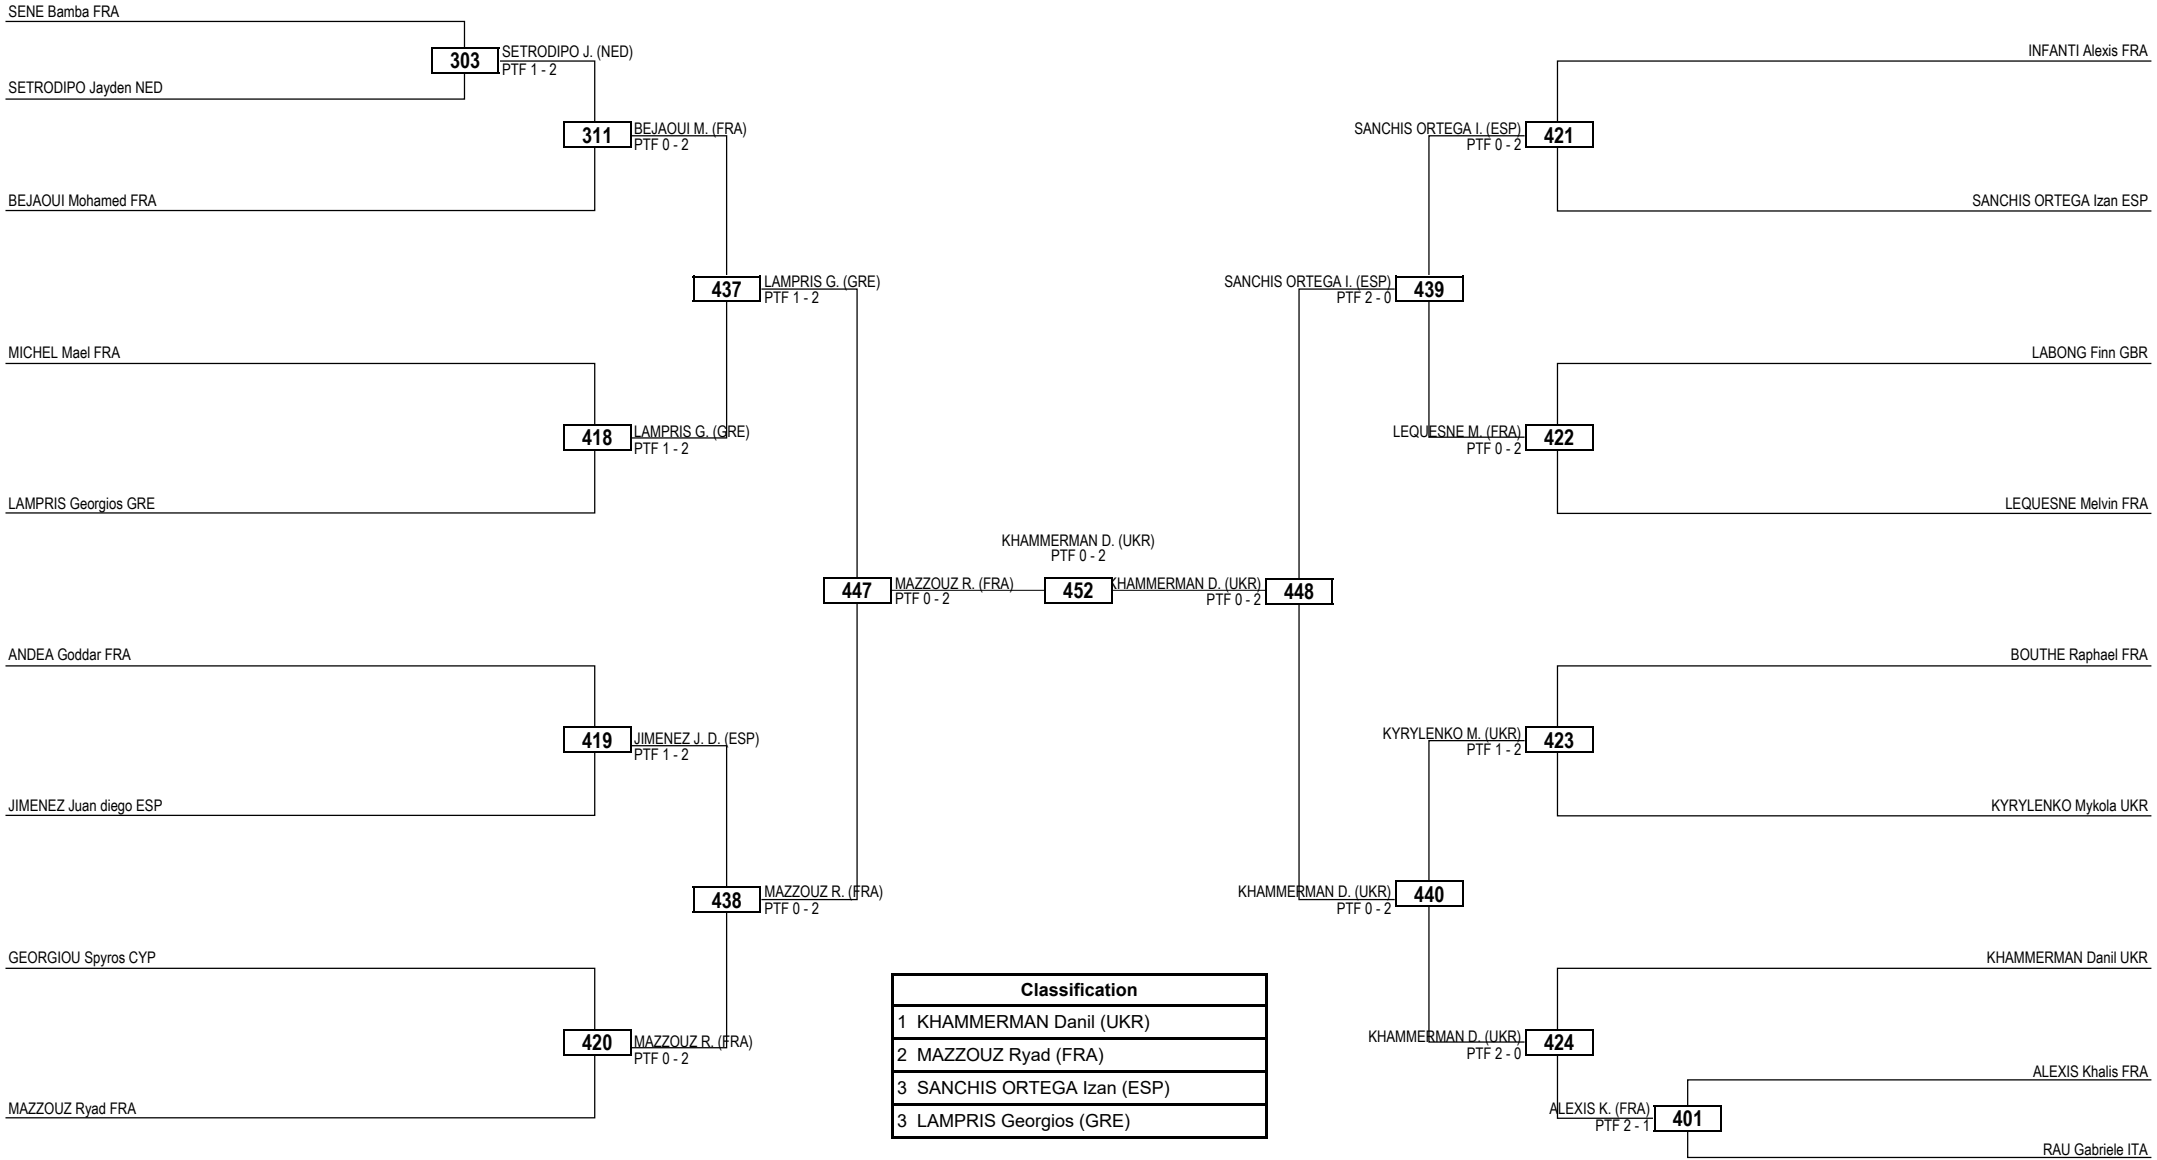 SENE Bamba FRA
303
SETRODIPO J. (NED)
PTF 1 - 2
SETRODIPO Jayden NED
311
BEJAOUI M. (FRA)
PTF 0 - 2
BEJAOUI Mohamed FRA
437
LAMPRIS G. (GRE)
PTF 1 - 2
MICHEL Mael FRA
418
LAMPRIS G. (GRE)
PTF 1 - 2
LAMPRIS Georgios GRE
447
MAZZOUZ R. (FRA)
PTF 0 - 2
ANDEA Goddar FRA
419
JIMENEZ J. D. (ESP)
PTF 1 - 2
JIMENEZ Juan diego ESP
438
MAZZOUZ R. (FRA)
PTF 0 - 2
GEORGIOU Spyros CYP
420
MAZZOUZ R. (FRA)
PTF 0 - 2
MAZZOUZ Ryad FRA
KHAMMERMAN D. (UKR)
PTF 0 - 2
452
INFANTI Alexis FRA
SANCHIS ORTEGA I. (ESP)
PTF 0 - 2
421
SANCHIS ORTEGA Izan ESP
SANCHIS ORTEGA I. (ESP)
PTF 2 - 0
439
LABONG Finn GBR
LEQUESNE M. (FRA)
PTF 0 - 2
422
LEQUESNE Melvin FRA
KHAMMERMAN D. (UKR)
PTF 0 - 2
448
BOUTHE Raphael FRA
KYRYLENKO M. (UKR)
PTF 1 - 2
423
KYRYLENKO Mykola UKR
KHAMMERMAN D. (UKR)
PTF 0 - 2
440
KHAMMERMAN Danil UKR
KHAMMERMAN D. (UKR)
PTF 2 - 0
424
ALEXIS Khalis FRA
ALEXIS K. (FRA)
PTF 2 - 1
401
RAU Gabriele ITA
Classification
1 KHAMMERMAN Danil (UKR)
2 MAZZOUZ Ryad (FRA)
3 SANCHIS ORTEGA Izan (ESP)
3 LAMPRIS Georgios (GRE)